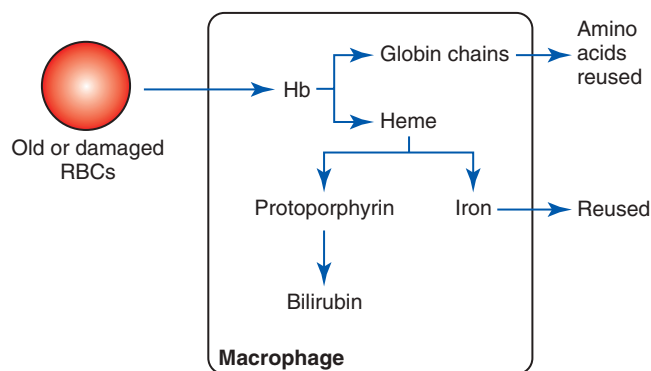 Old or damaged
RBCs
Hb
Globin chains
Amino
acids
reused
Heme
Protoporphyrin
Iron
Reused
Bilirubin
Macrophage